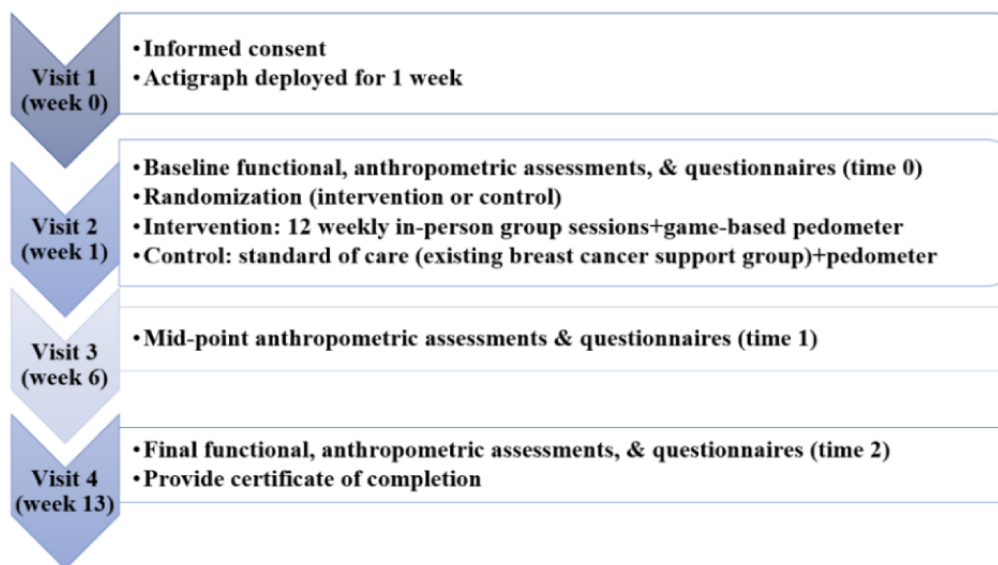 Visit 1
(week 0)
•Informed consent
•Actigraph deployed for 1 week
Visit 2
(week 1)
•Baseline functional, anthropometric assessments, & questionnaires (time 0)
•Randomization (intervention or control)
•Intervention: 12 weekly in-person group sessions+game-based pedometer
•Control: standard of care (existing breast cancer support group)+pedometer
Visit 3
(week 6)
•Mid-point anthropometric assessments & questionnaires (time 1)
Visit 4
(week 13)
•Final functional, anthropometric assessments, & questionnaires (time 2)
•Provide certificate of completion